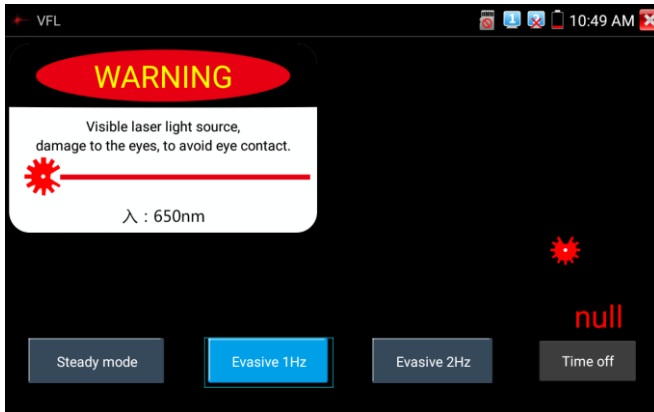 VFL
1
10:49 AM
WARNING
Visible laser light source,
damage to the eyes, to avoid eye contact.
入 : 650nm
null
Steady mode
Evasive 1Hz
Evasive 2Hz
Time off